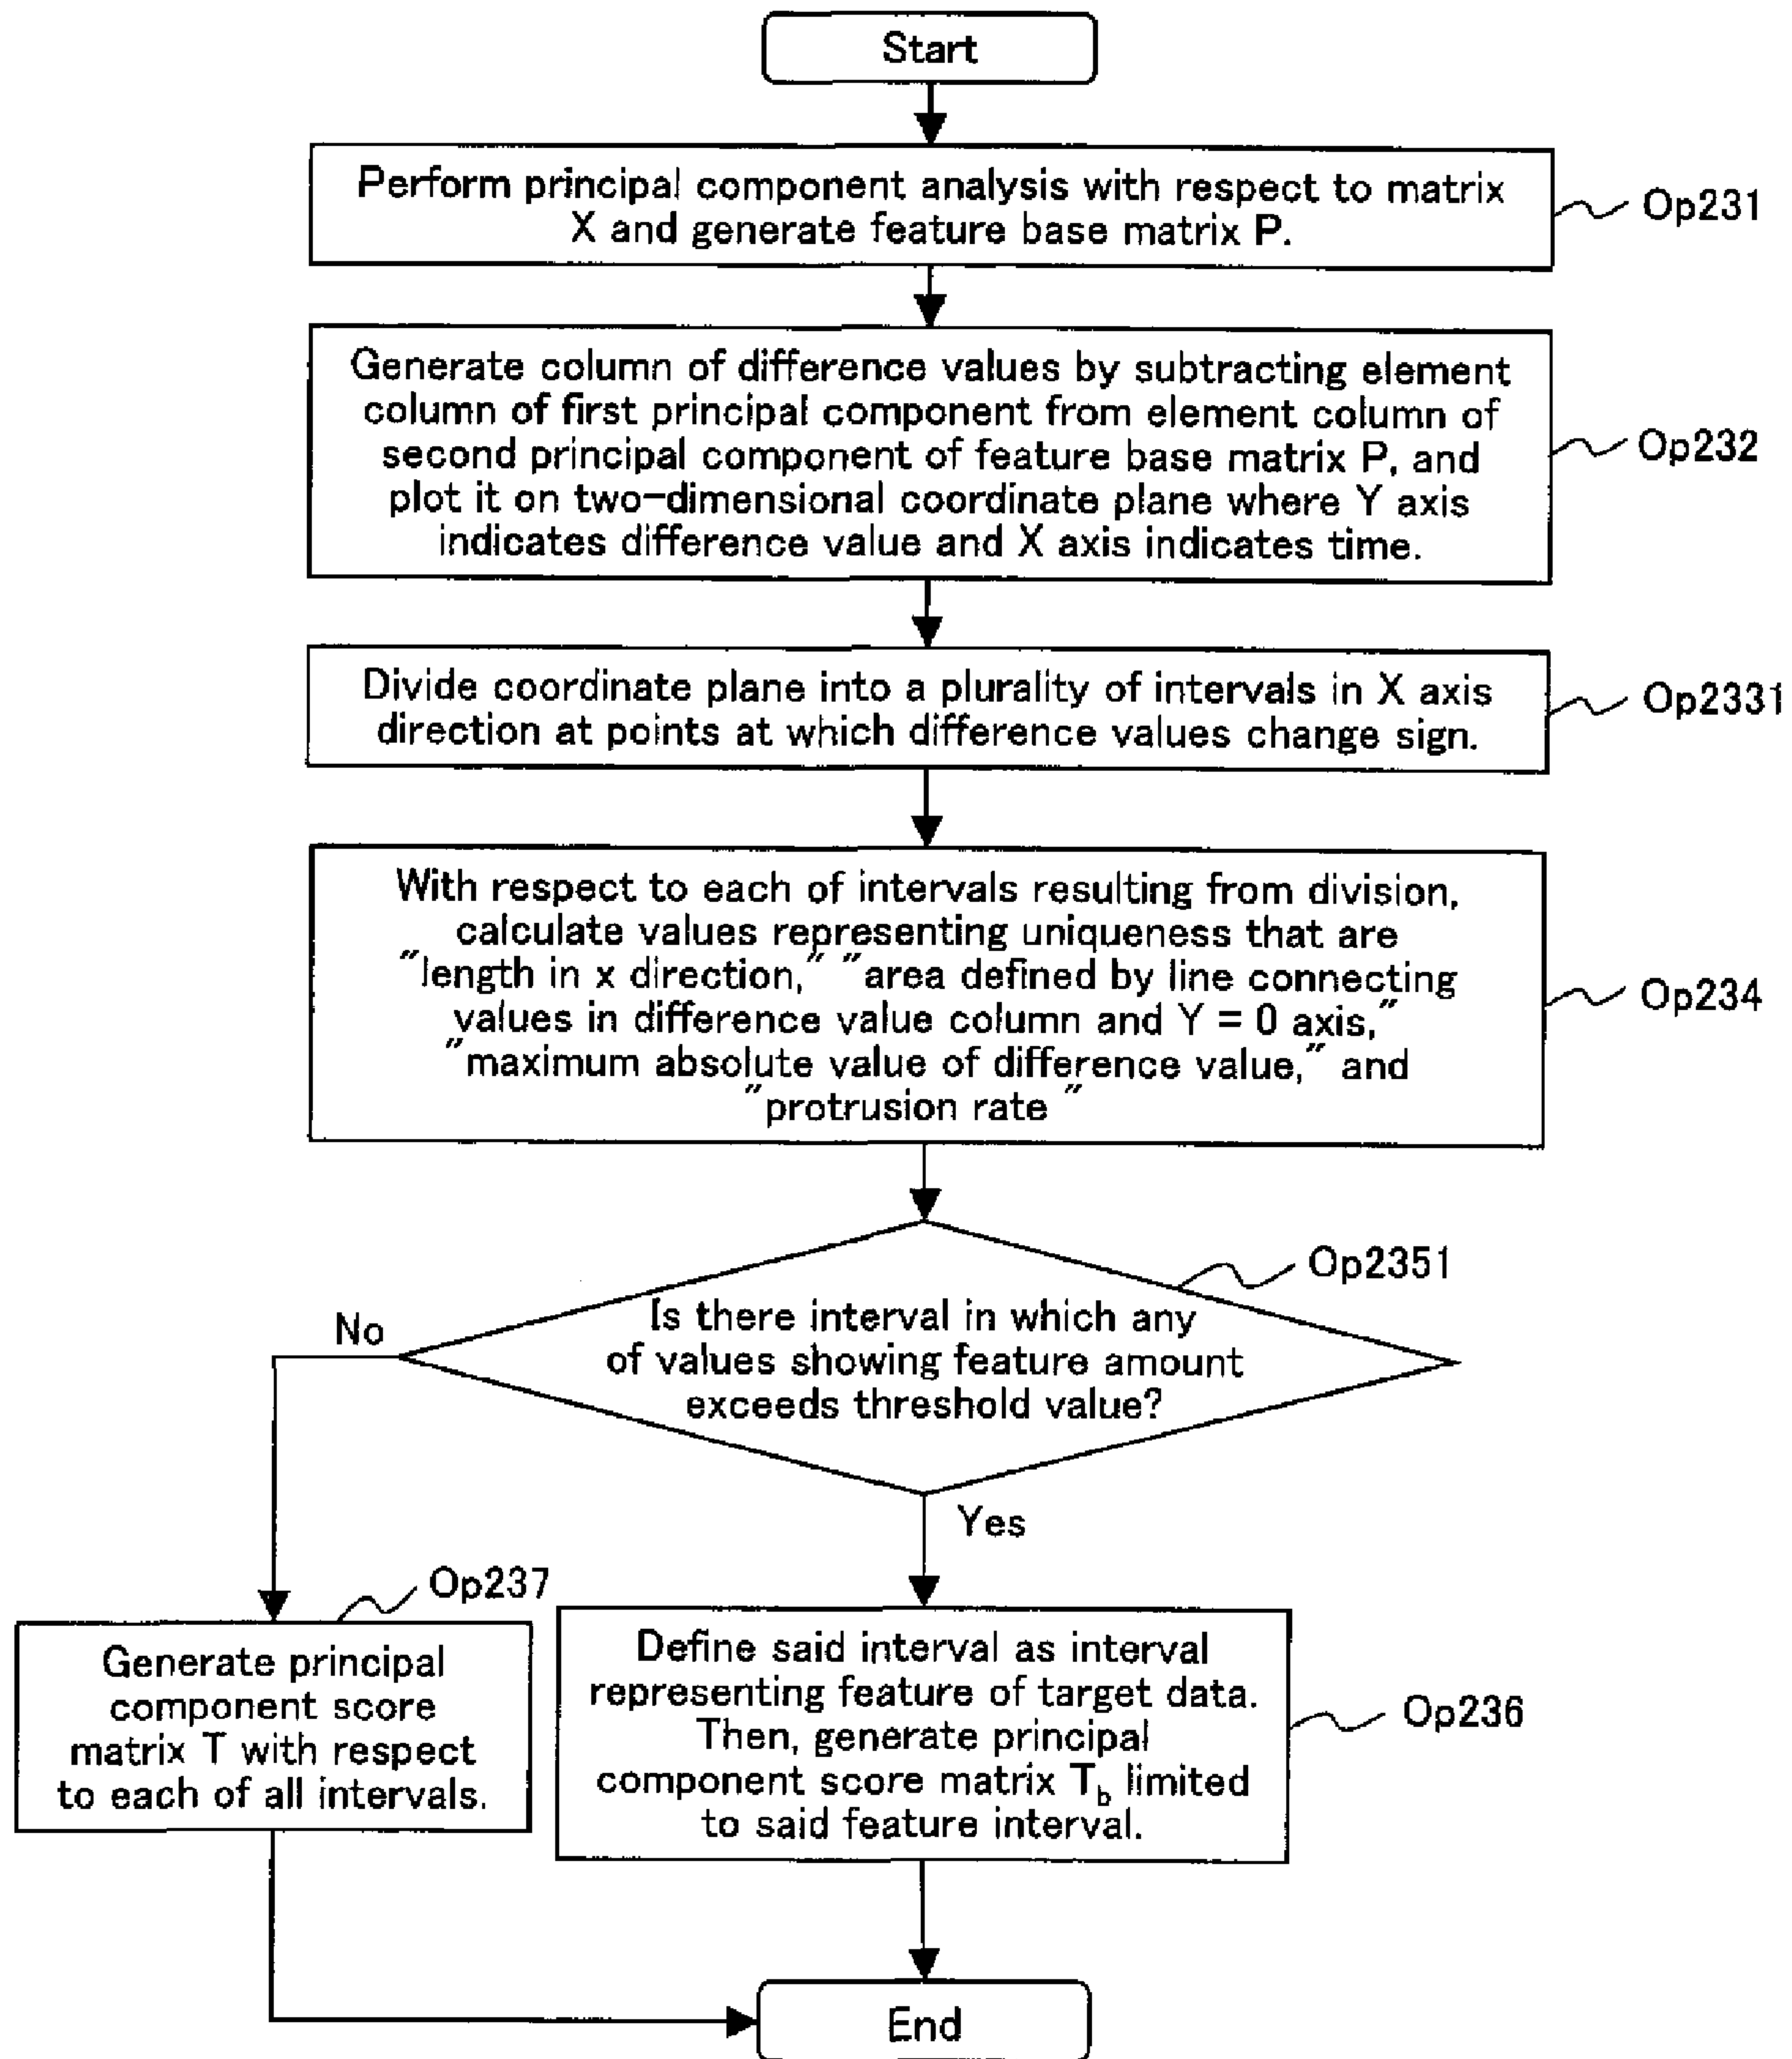 Start
Perform principal component analysis with respect to matrix
X and generate feature base matrix P.
Op231
Generate column of difference values by subtracting element
column of first principal component from element column of
second principal component of feature base matrix P, and
plot it on two-dimensional coordinate plane where Y axis
indicates difference value and X axis indicates time.
Op232
Divide coordinate plane into a plurality of intervals in X axis
direction at points at which difference values change sign.
Op2331
With respect to each of intervals resulting from division,
calculate values representing uniqueness that are
"length in x direction," "area defined by line connecting
values in difference value column and Y = 0 axis,"
"maximum absolute value of difference value," and
"protrusion rate "
Op234
Op2351
Is there interval in which any
of values showing feature amount
exceeds threshold value?
No
Yes
Op237
Generate principal
component score
matrix T with respect
to each of all intervals.
Define said interval as interval
representing feature of target data.
Then, generate principal
component score matrix T_b limited
to said feature interval.
Op236
End